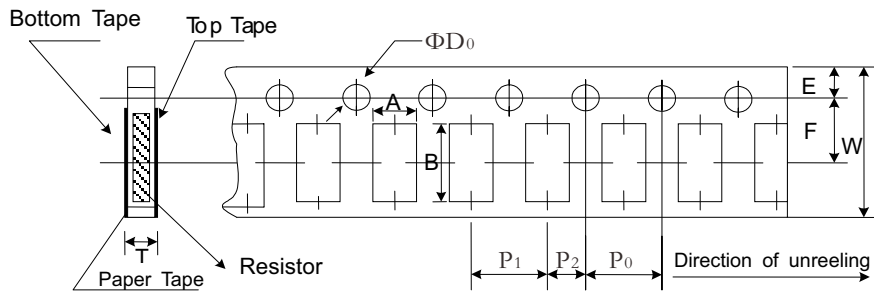 Bottom Tape
Top Tape
ΦD₀
A
E
F
W
B
T
P₁
P₂
P₀
Direction of unreeling
Resistor
Paper Tape